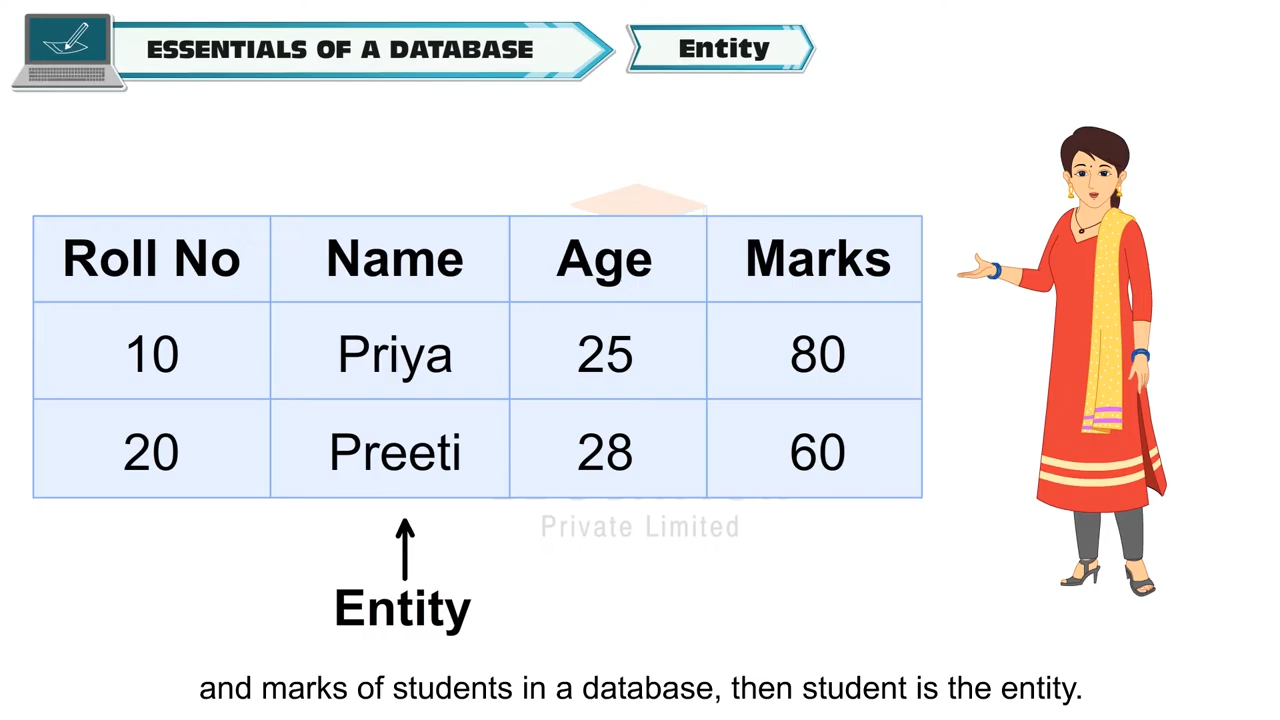 ESSENTIALS OF A DATABASE
Entity
Roll No Name Age Marks
10 Priya 25 80
20 Preeti 28 60
Private Limited
Entity
and marks of students in a database, then student is the entity.